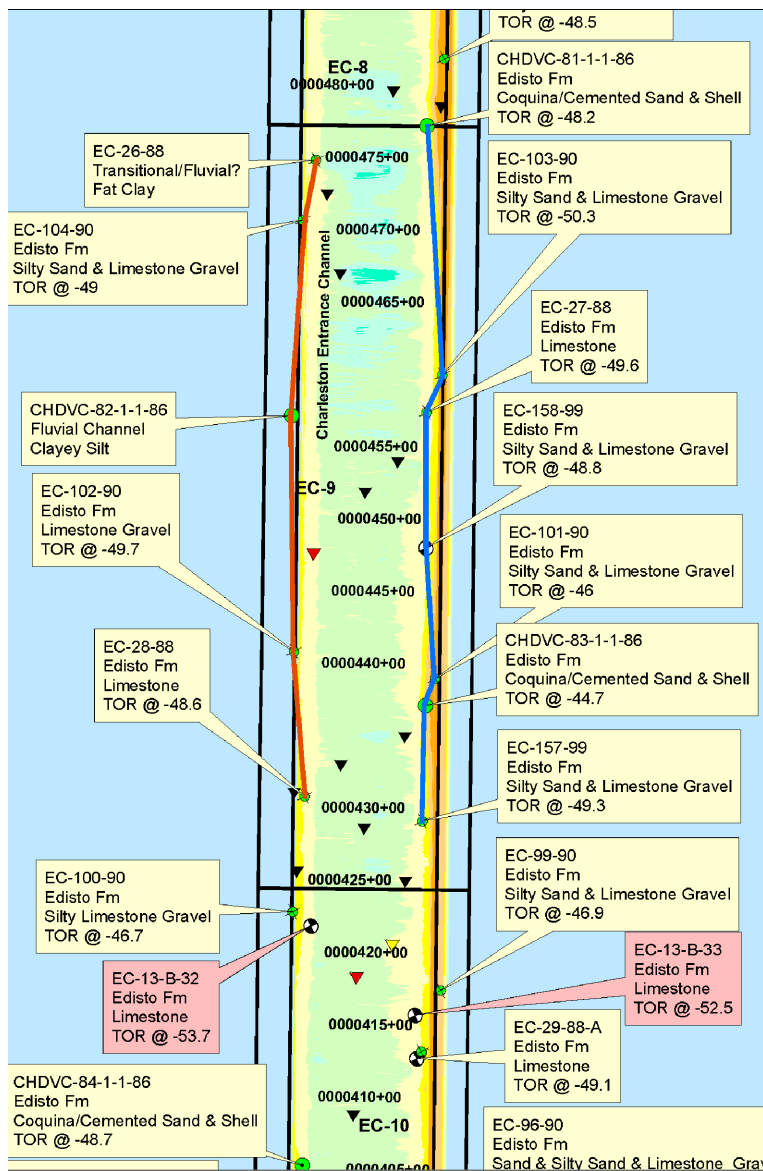 TOR @ -48.5
EC-8
0000480+00
CHDVC-81-1-1-86
Edisto Fm
Coquina/Cemented Sand & Shell
TOR @ -48.2
EC-26-88
Transitional/Fluvial?
Fat Clay
0000475+00
EC-103-90
Edisto Fm
Silty Sand & Limestone Gravel
TOR @ -50.3
EC-104-90
Edisto Fm
Silty Sand & Limestone Gravel
TOR @ -49
0000470+00
Charleston Entrance Channel
0000465+00
EC-27-88
Edisto Fm
Limestone
TOR @ -49.6
CHDVC-82-1-1-86
Fluvial Channel
Clayey Silt
0000455+00
EC-158-99
Edisto Fm
Silty Sand & Limestone Gravel
TOR @ -48.8
EC-9
EC-102-90
Edisto Fm
Limestone Gravel
TOR @ -49.7
0000450+00
EC-101-90
Edisto Fm
Silty Sand & Limestone Gravel
TOR @ -46
0000445+00
EC-28-88
Edisto Fm
Limestone
TOR @ -48.6
0000440+00
CHDVC-83-1-1-86
Edisto Fm
Coquina/Cemented Sand & Shell
TOR @ -44.7
EC-157-99
Edisto Fm
Silty Sand & Limestone Gravel
TOR @ -49.3
0000430+00
EC-100-90
Edisto Fm
Silty Limestone Gravel
TOR @ -46.7
0000425+00
EC-99-90
Edisto Fm
Silty Sand & Limestone Gravel
TOR @ -46.9
0000420+00
EC-13-B-32
Edisto Fm
Limestone
TOR @ -53.7
EC-13-B-33
Edisto Fm
Limestone
TOR @ -52.5
0000415+00
EC-29-88-A
Edisto Fm
Limestone
TOR @ -49.1
CHDVC-84-1-1-86
Edisto Fm
Coquina/Cemented Sand & Shell
TOR @ -48.7
0000410+00
EC-10
EC-96-90
Edisto Fm
Sand & Silty Sand & Limestone Grav
0000405+00